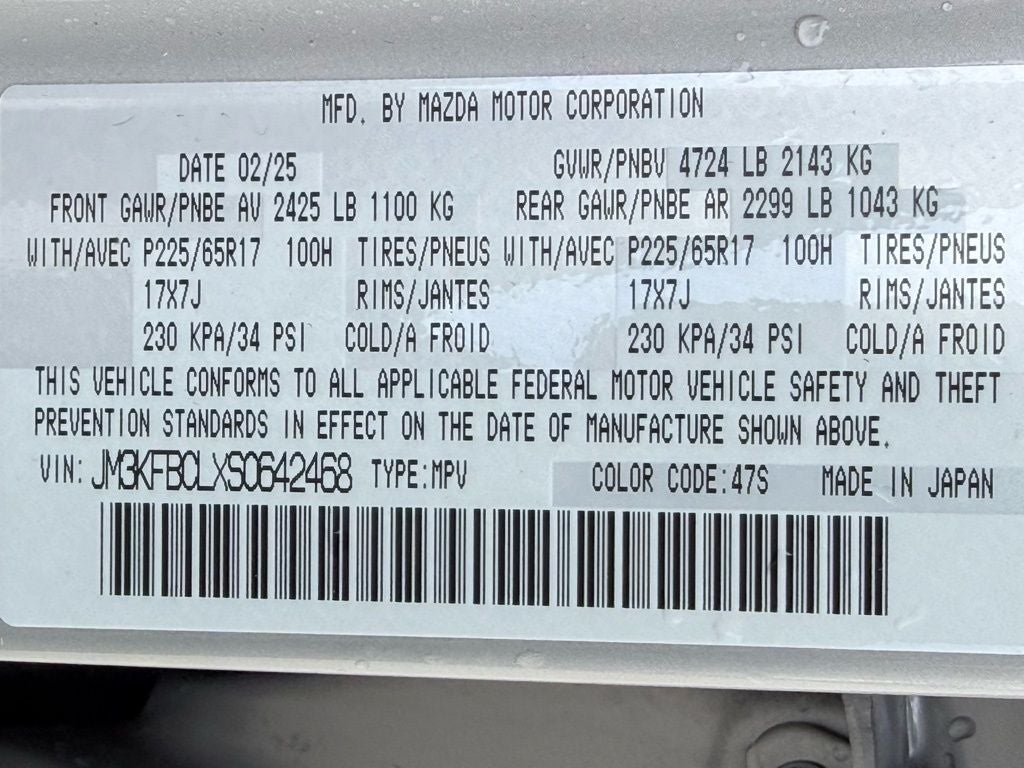 MFD. BY MAZDA MOTOR CORPORATION
DATE 02/25 GVWR/PNBV 4724 LB 2143 KG
FRONT GAWR/PNBE AV 2425 LB 1100 KG REAR GAWR/PNBE AR 2299 LB 1043 KG
WITH/AVEC P225/65R17 100H TIRES/PNEUS WITH/AVEC P225/65R17 100H TIRES/PNEUS
17X7J RIMS/JANTES 17X7J RIMS/JANTES
230 KPA/34 PSI COLD/A FROID 230 KPA/34 PSI COLD/A FROID
THIS VEHICLE CONFORMS TO ALL APPLICABLE FEDERAL MOTOR VEHICLE SAFETY AND THEFT
PREVENTION STANDARDS IN EFFECT ON THE DATE OF MANUFACTURE SHOWN ABOVE.
VIN: JM3KFBCLXS0642468 TYPE:MPV COLOR CODE:47S MADE IN JAPAN